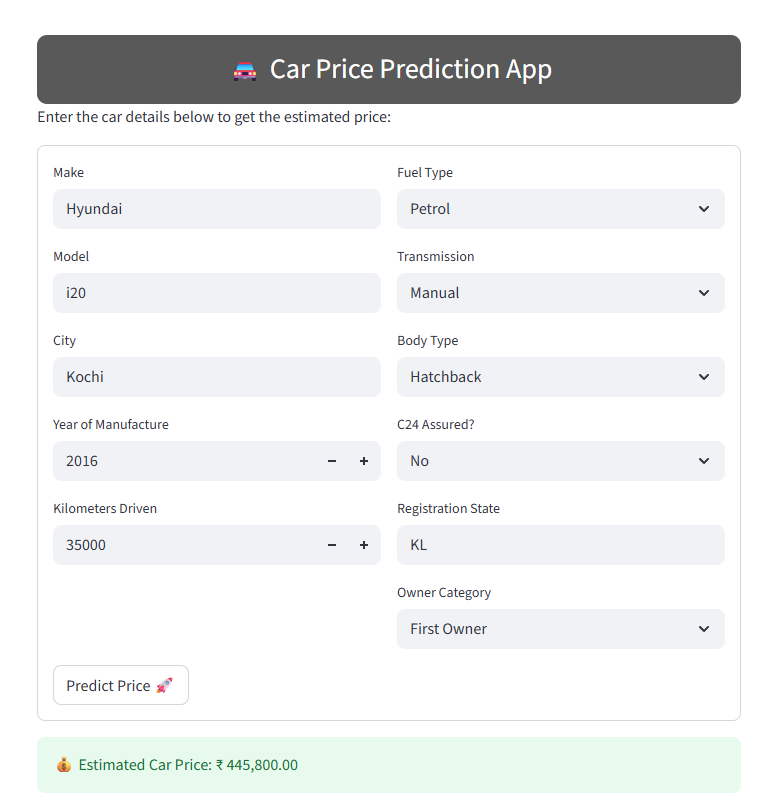 🚘 Car Price Prediction App
Enter the car details below to get the estimated price:
Make
Hyundai
Model
i20
City
Kochi
Year of Manufacture
2016
Kilometers Driven
35000
Fuel Type
Petrol
Transmission
Manual
Body Type
Hatchback
C24 Assured?
No
Registration State
KL
Owner Category
First Owner
Predict Price 🚀
💰 Estimated Car Price: ₹ 445,800.00